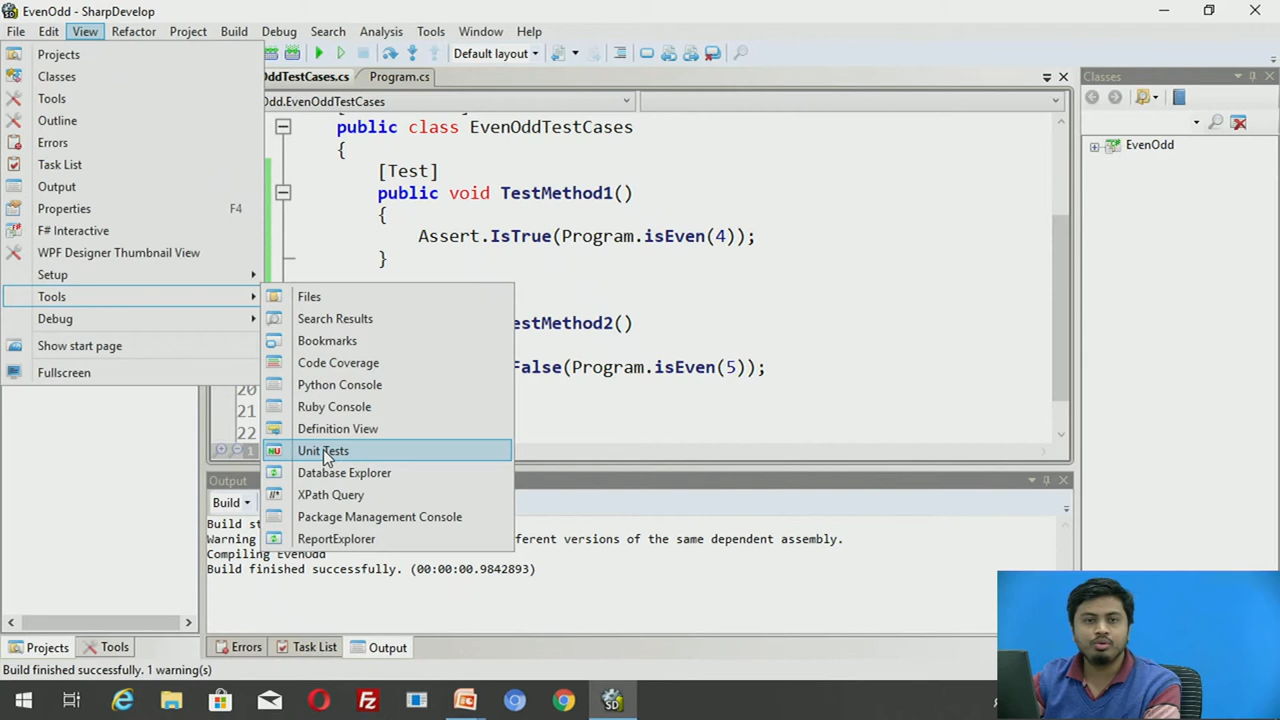 EvenOdd - SharpDevelop
File Edit View Refactor Project Build Debug Search Analysis Tools Window Help
Default layout
Projects
Classes
Tools
Outline
Errors
Task List
Output
Properties F4
F# Interactive
WPF Designer Thumbnail View
Setup
Tools
Debug
Show start page
Fullscreen
Files
Search Results
Bookmarks
Code Coverage
Python Console
Ruby Console
Definition View
Unit Tests
Database Explorer
XPath Query
Package Management Console
ReportExplorer
OddTestCases.cs Program.cs
Odd.EvenOddTestCases
public class EvenOddTestCases
{
[Test]
public void TestMethod1()
{
Assert.IsTrue(Program.isEven(4));
}
estMethod2()
False(Program.isEven(5));
20
21
22
Classes
EvenOdd
Output
Build
Build st
Warning fferent versions of the same dependent assembly.
Compiling EvenOdd
Build finished successfully. (00:00:00.9842893)
Projects Tools
Errors Task List Output
Build finished successfully. 1 warning(s)